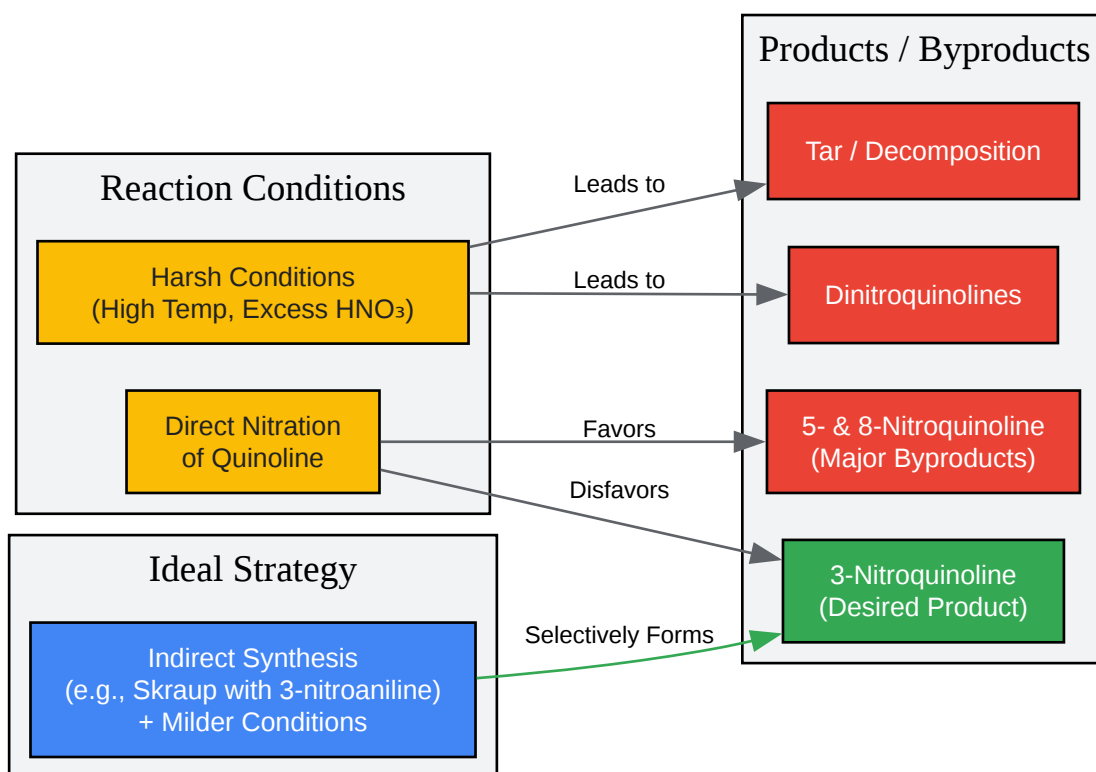 Reaction Conditions
Harsh Conditions
(High Temp, Excess HNO₃)
Direct Nitration
of Quinoline
Ideal Strategy
Indirect Synthesis
(e.g., Skraup with 3-nitroaniline)
+ Milder Conditions
Leads to
Leads to
Favors
Disfavors
Selectively Forms
Products / Byproducts
Tar / Decomposition
Dinitroquinolines
5- & 8-Nitroquinoline
(Major Byproducts)
3-Nitroquinoline
(Desired Product)